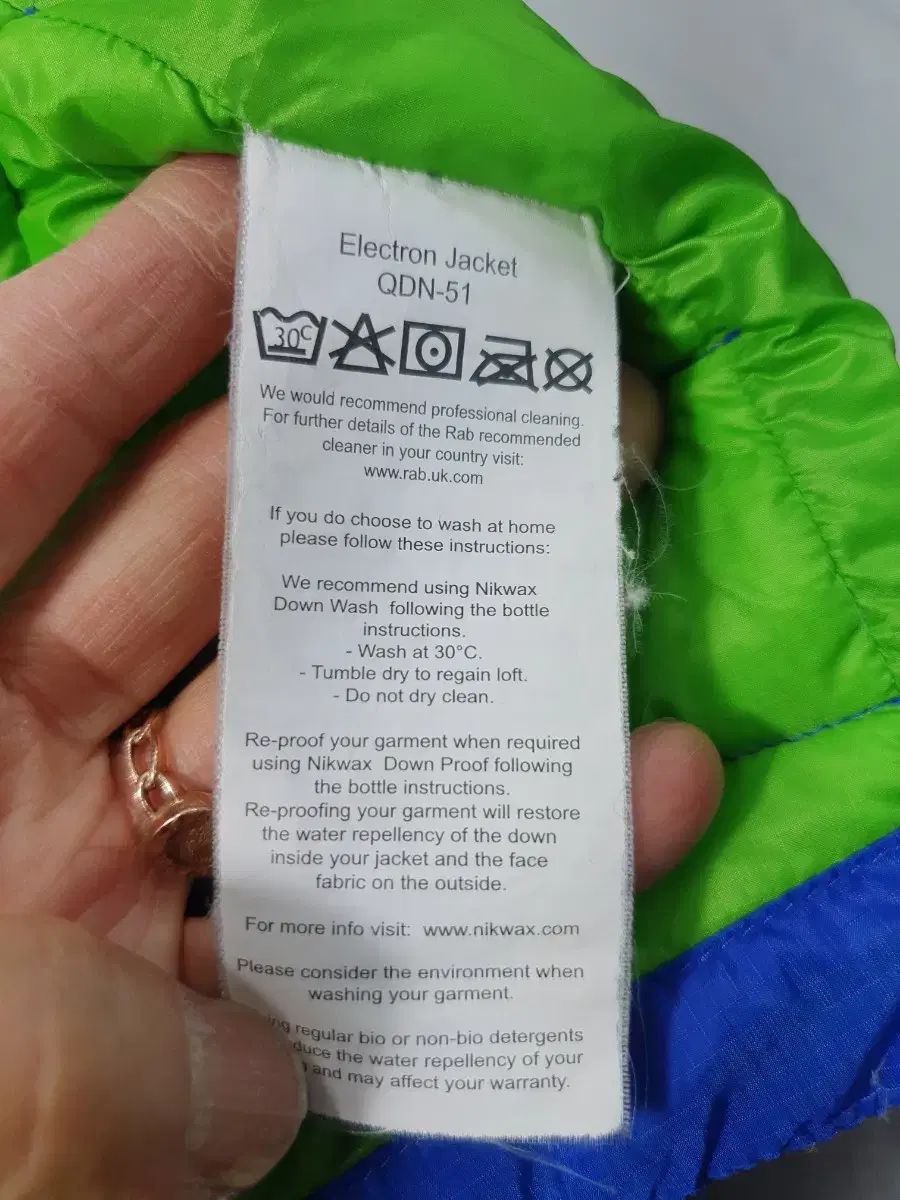 Electron Jacket
QDN-51
30C
We would recommend professional cleaning.
For further details of the Rab recommended
cleaner in your country visit:
www.rab.uk.com
If you do choose to wash at home
please follow these instructions:
We recommend using Nikwax
Down Wash following the bottle
instructions.
- Wash at 30°C.
- Tumble dry to regain loft.
- Do not dry clean.
Re-proof your garment when required
using Nikwax Down Proof following
the bottle instructions.
Re-proofing your garment will restore
the water repellency of the down
inside your jacket and the face
fabric on the outside.
For more info visit: www.nikwax.com
Please consider the environment when
washing your garment.
regular bio or non-bio detergents
the water repellency of your
and may affect your warranty.